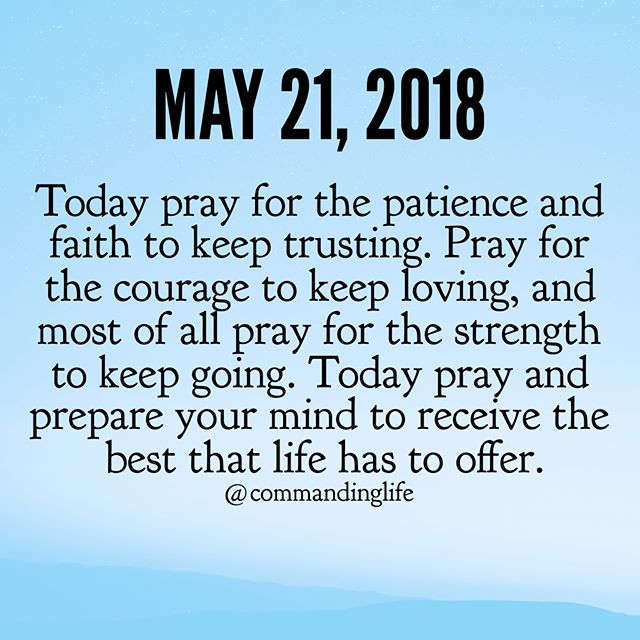 MAY 21, 2018
Today pray for the patience and
faith to keep trusting. Pray for
the courage to keep loving, and
most of all pray for the strength
to keep going. Today pray and
prepare your mind to receive the
best that life has to offer.
@commandinglife